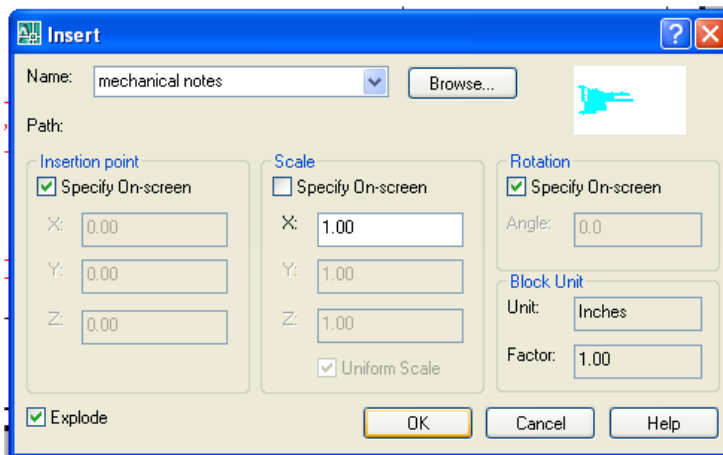 Insert
Name: mechanical notes Browse...
Path:
Insertion point
Specify On-screen
X: 0.00
Y: 0.00
Z: 0.00
Scale
Specify On-screen
X: 1.00
Y: 1.00
Z: 1.00
Uniform Scale
Rotation
Specify On-screen
Angle: 0.0
Block Unit
Unit: Inches
Factor: 1.00
Explode
OK Cancel Help